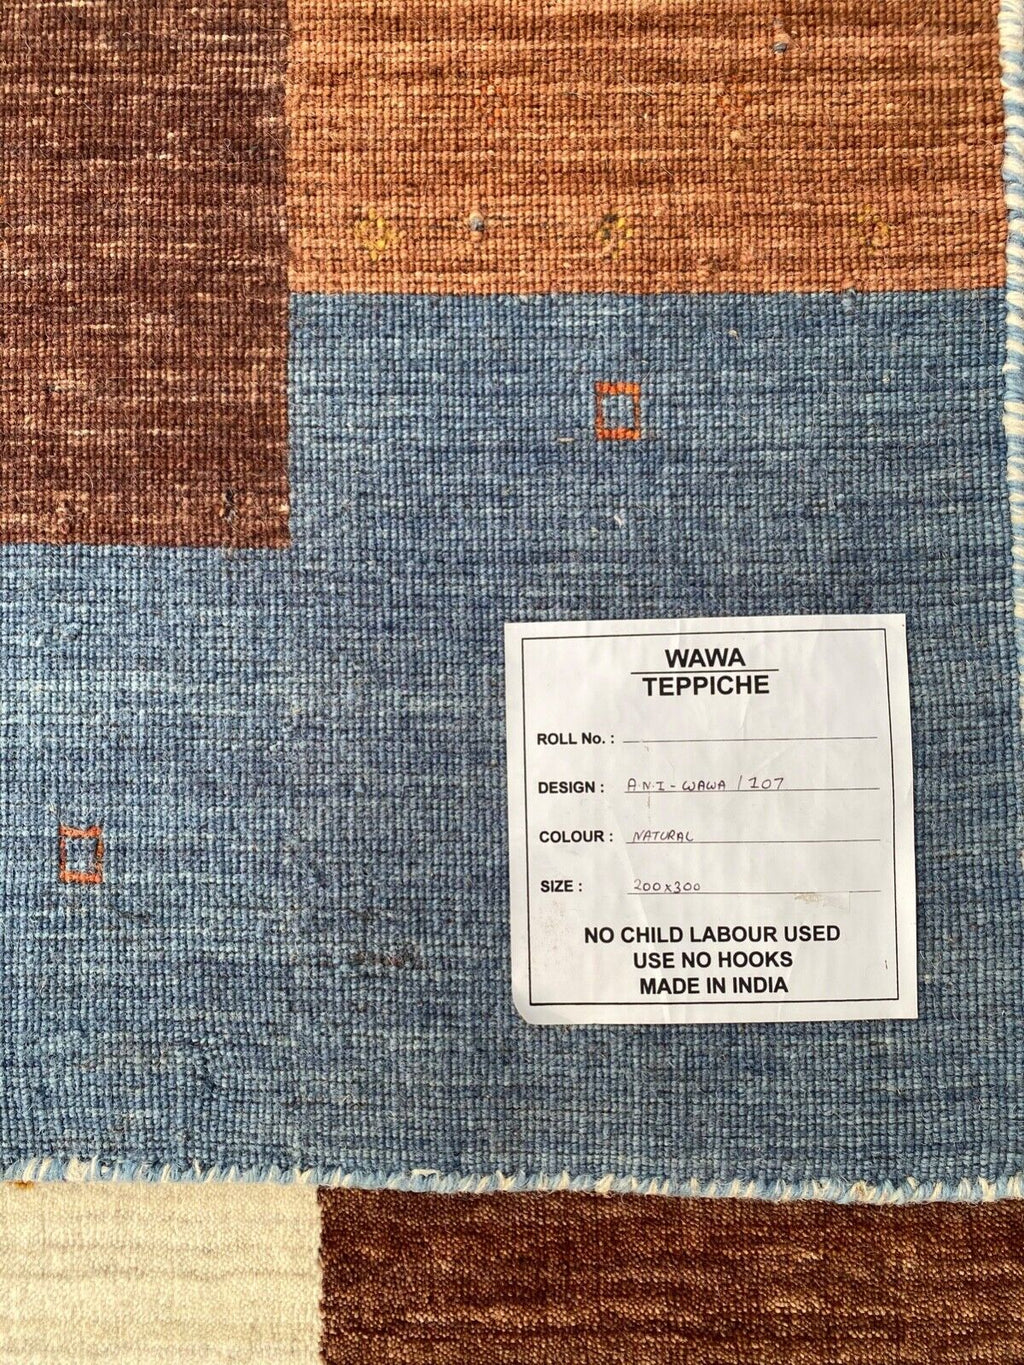 WAWA
TEPPICHE
ROLL No. :
DESIGN : A.N.I - WAWA / 107
COLOUR : NATURAL
SIZE : 200x300
NO CHILD LABOUR USED
USE NO HOOKS
MADE IN INDIA